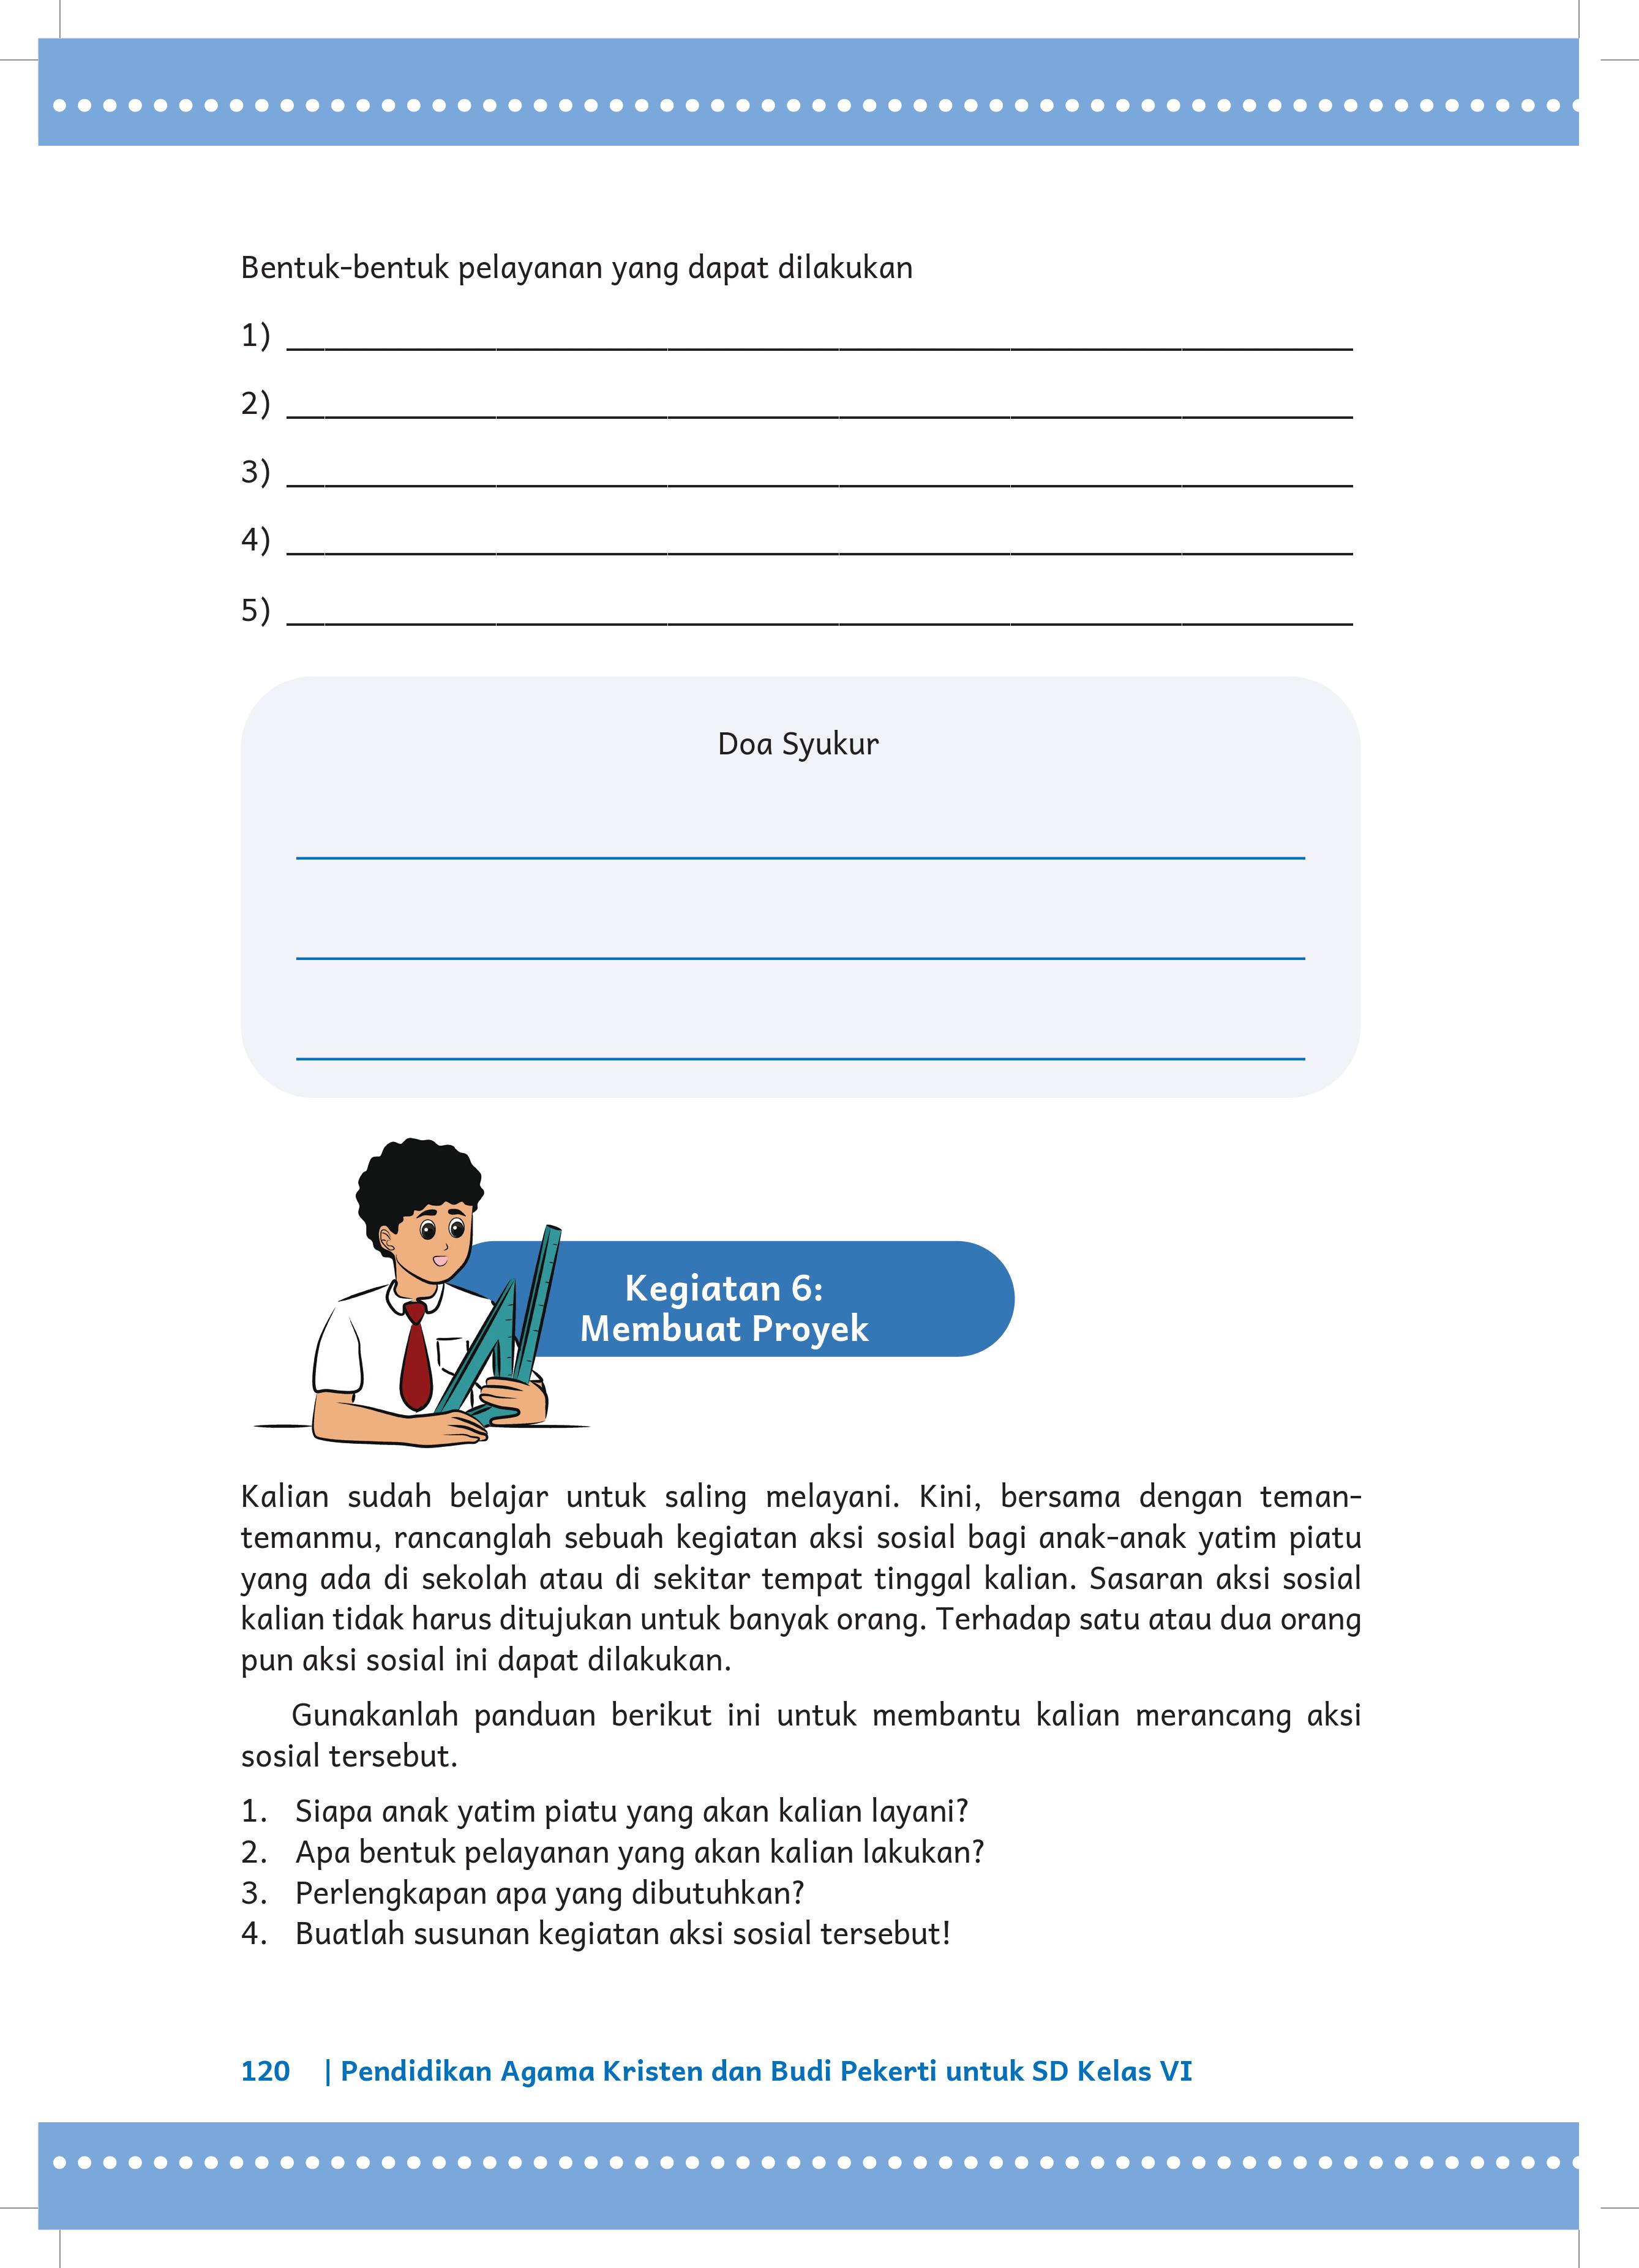 Bentuk-bentuk pelayanan yang dapat dilakukan
1)
2)
3)
4)
5)
Doa Syukur
Kegiatan 6:
Membuat Proyek
Kalian sudah belajar untuk saling melayani. Kini, bersama dengan teman-
temanmu, rancanglah sebuah kegiatan aksi sosial bagi anak-anak yatim piatu
yang ada di sekolah atau di sekitar tempat tinggal kalian. Sasaran aksi sosial
kalian tidak harus ditujukan untuk banyak orang. Terhadap satu atau dua orang
pun aksi sosial ini dapat dilakukan.
Gunakanlah panduan berikut ini untuk membantu kalian merancang aksi
sosial tersebut.
1. Siapa anak yatim piatu yang akan kalian layani?
2. Apa bentuk pelayanan yang akan kalian lakukan?
3. Perlengkapan apa yang dibutuhkan?
4. Buatlah susunan kegiatan aksi sosial tersebut!
120 | Pendidikan Agama Kristen dan Budi Pekerti untuk SD Kelas VI